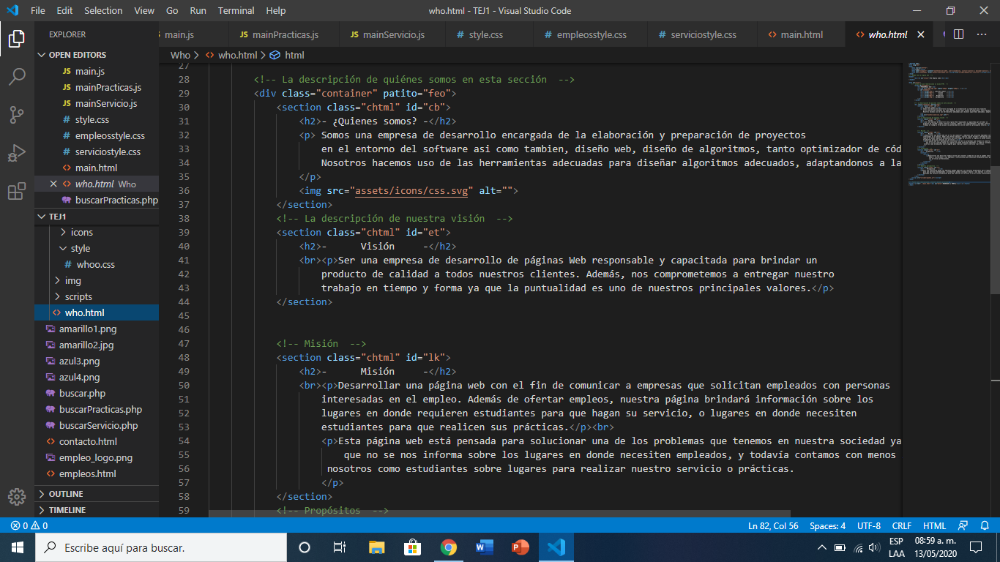 File Edit Selection View Go Run Terminal Help who.html - TEJ1 - Visual Studio Code
EXPLORER
main.js JS mainPracticas.js JS mainServicio.js # style.css # empleosstyle.css # serviciostyle.css <> main.html <> who.html
Who > <> who.html > html
OPEN EDITORS
JS main.js
JS mainPracticas.js
JS mainServicio.js
# style.css
# empleosstyle.css
# serviciostyle.css
<> main.html
<> who.html Who
buscarPracticas.php
TEJ1
icons
style
# whoo.css
img
scripts
<> who.html
amarillo1.png
amarillo2.jpg
azul3.png
azul4.png
buscar.php
buscarPracticas.php
buscarServicio.php
<> contacto.html
empleo_logo.png
<> empleos.html
OUTLINE
TIMELINE
27
28 <!-- La descripción de quiénes somos en esta sección -->
29 <div class="container" patito="feo">
30 <section class="chtml" id="cb">
31 <h2>- ¿Quienes somos? -</h2>
32 <p> Somos una empresa de desarrollo encargada de la elaboración y preparación de proyectos
33 en el entorno del software asi como tambien, diseño web, diseño de algoritmos, tanto optimizador de cód
34 Nosotros hacemos uso de las herramientas adecuadas para diseñar algoritmos adecuados, adaptandonos a la
35 </p>
36 <img src="assets/icons/css.svg" alt="">
37 </section>
38 <!-- La descripción de nuestra visión -->
39 <section class="chtml" id="et">
40 <h2>- Visión -</h2>
41 <br><p>Ser una empresa de desarrollo de páginas Web responsable y capacitada para brindar un
42 producto de calidad a todos nuestros clientes. Además, nos comprometemos a entregar nuestro
43 trabajo en tiempo y forma ya que la puntualidad es uno de nuestros principales valores.</p>
44 </section>
45
46
47 <!-- Misión -->
48 <section class="chtml" id="lk">
49 <h2>- Misión -</h2>
50 <br><p>Desarrollar una página web con el fin de comunicar a empresas que solicitan empleados con personas
51 interesadas en el empleo. Además de ofertar empleos, nuestra página brindará información sobre los
52 lugares en donde requieren estudiantes para que hagan su servicio, o lugares en donde necesiten
53 estudiantes para que realicen sus prácticas.</p><br>
54 <p>Esta página web está pensada para solucionar una de los problemas que tenemos en nuestra sociedad ya
55 que no se nos informa sobre los lugares en donde necesiten empleados, y todavía contamos con menos
56 nosotros como estudiantes sobre lugares para realizar nuestro servicio o prácticas.
57 </p>
58 </section>
59 <!-- Propósitos -->
0 0 Ln 82, Col 56 Spaces: 4 UTF-8 CRLF HTML
Escribe aquí para buscar. ESP 08:59 a. m.
LAA 13/05/2020